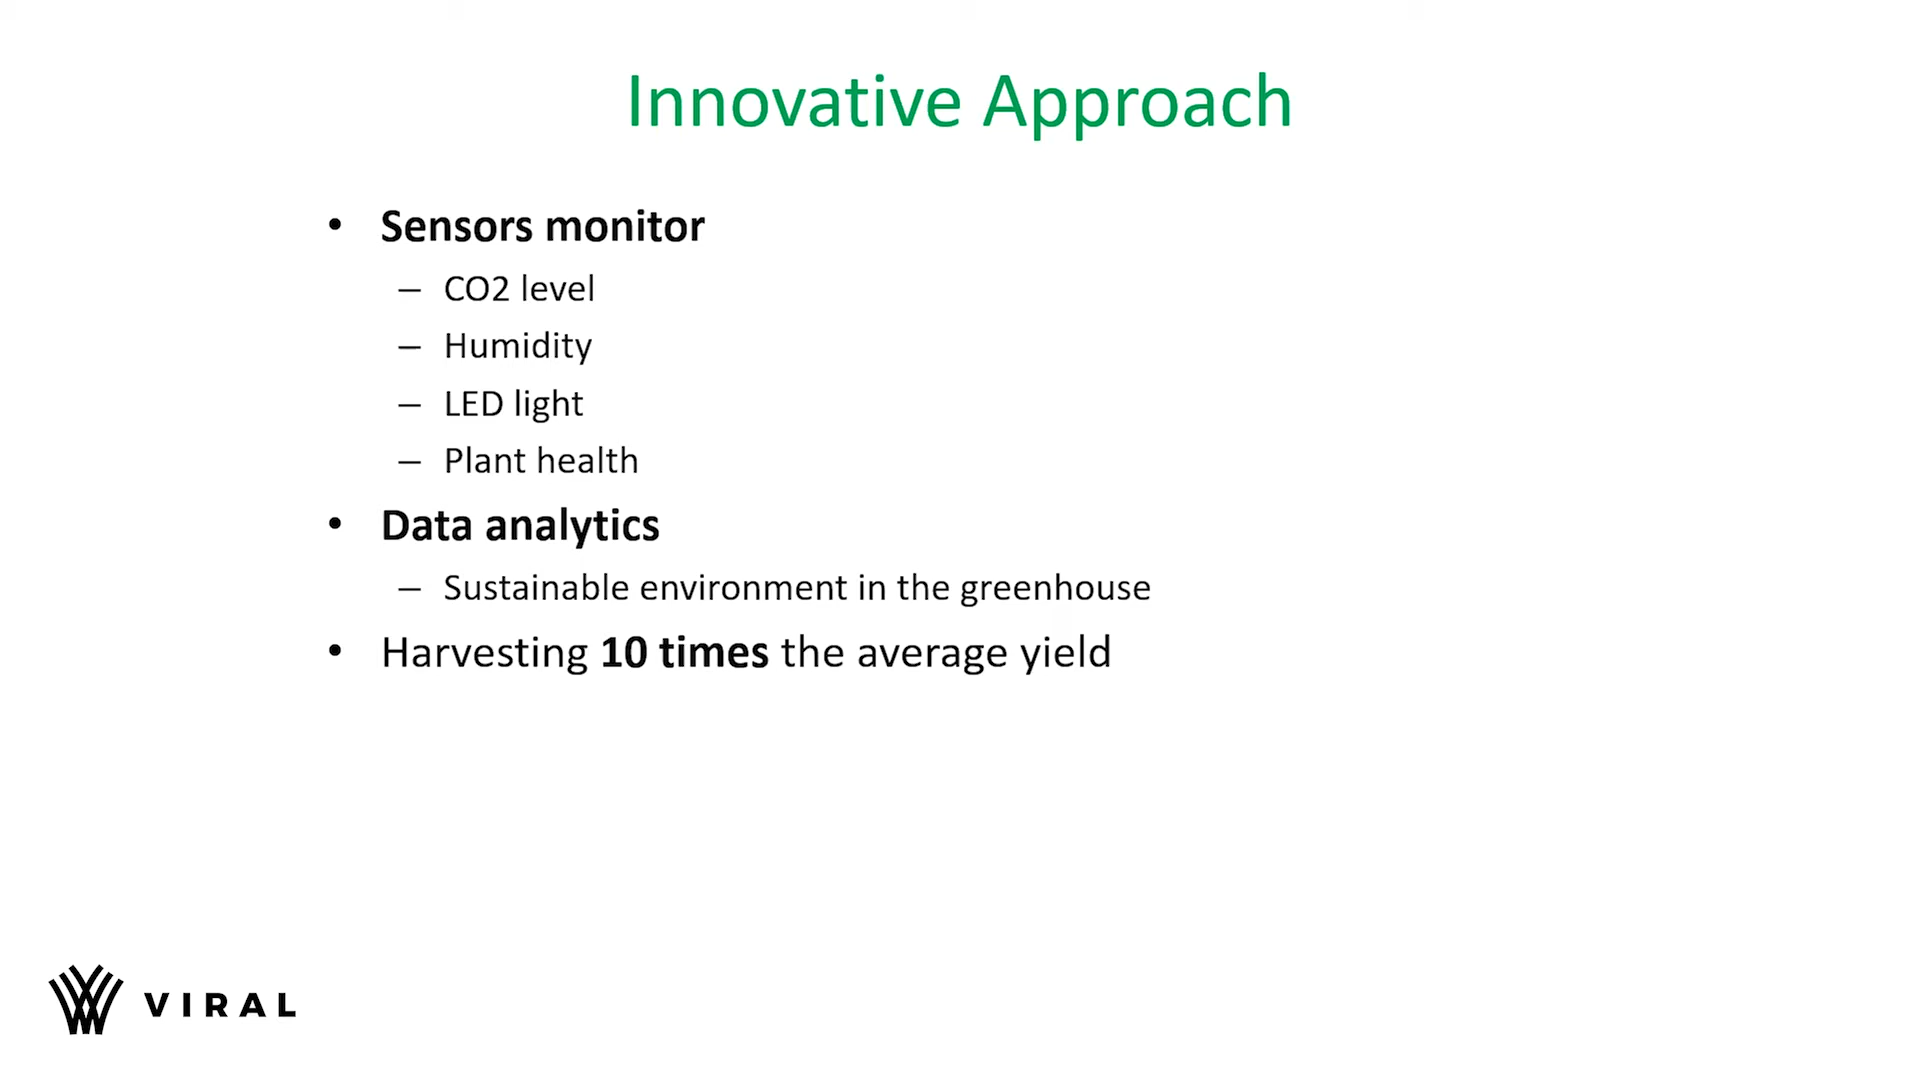 Innovative Approach
• Sensors monitor
– CO2 level
– Humidity
– LED light
– Plant health
• Data analytics
– Sustainable environment in the greenhouse
• Harvesting 10 times the average yield
VIRAL